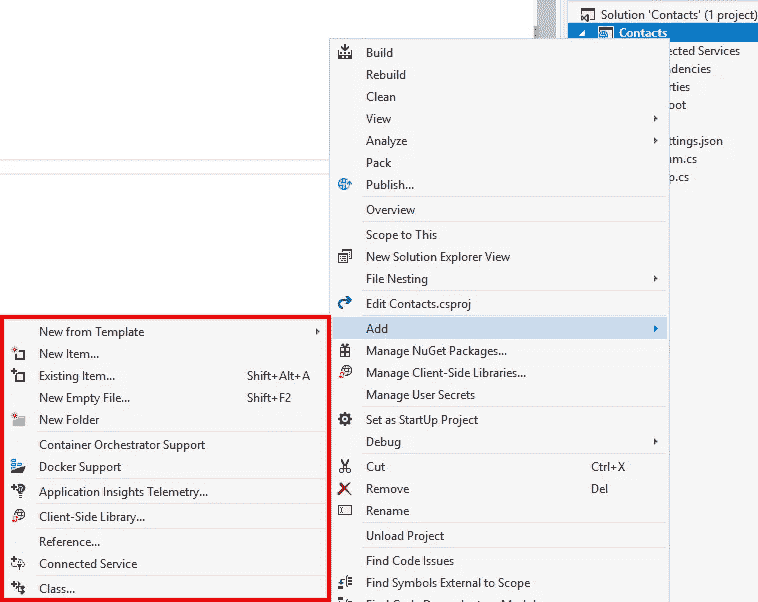 Solution 'Contacts' (1 project)
Contacts
ected Services
ndencies
rties
oot
ttings.json
m.cs
p.cs
Build
Rebuild
Clean
View
Analyze
Pack
Publish...
Overview
Scope to This
New Solution Explorer View
File Nesting
Edit Contacts.csproj
Add
Manage NuGet Packages...
Manage Client-Side Libraries...
Manage User Secrets
Set as StartUp Project
Debug
Cut Ctrl+X
Remove Del
Rename
Unload Project
Find Code Issues
Find Symbols External to Scope
New from Template
New Item...
Existing Item... Shift+Alt+A
New Empty File... Shift+F2
New Folder
Container Orchestrator Support
Docker Support
Application Insights Telemetry...
Client-Side Library...
Reference...
Connected Service
Class...